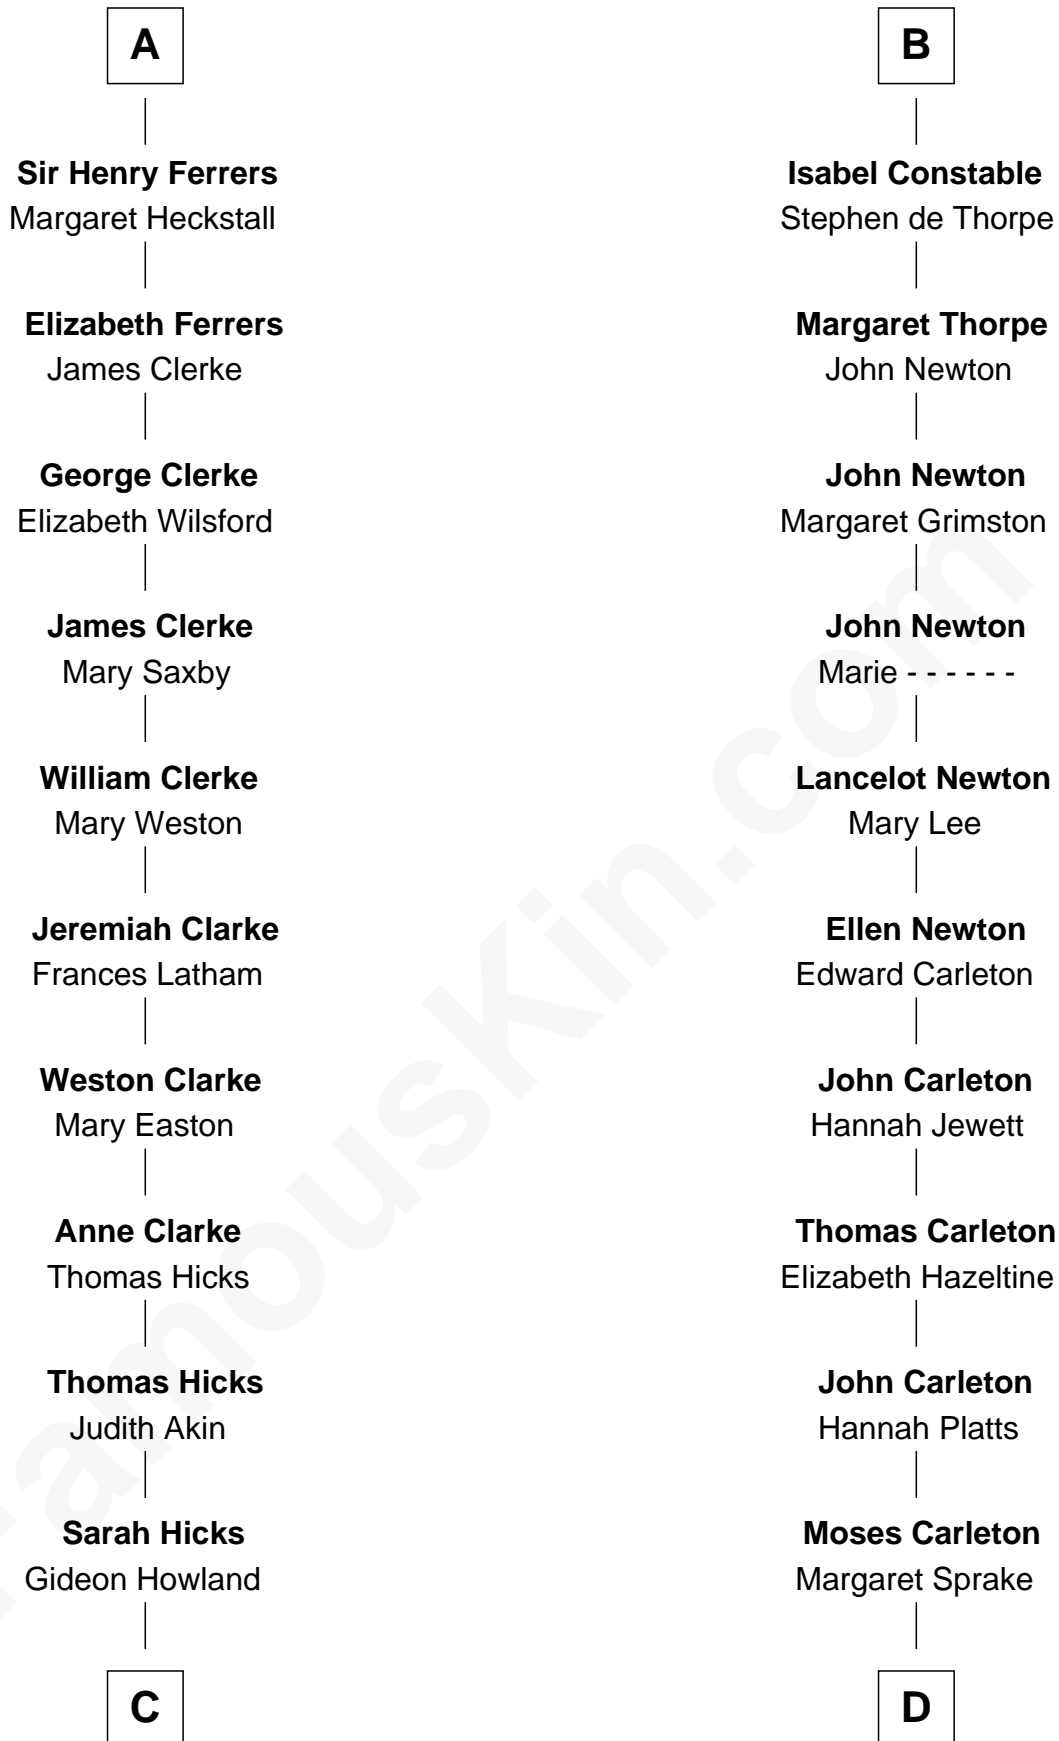 A
Sir Henry Ferrers
Margaret Heckstall
Elizabeth Ferrers
James Clerke
George Clerke
Elizabeth Wilsford
James Clerke
Mary Saxby
William Clerke
Mary Weston
Jeremiah Clarke
Frances Latham
Weston Clarke
Mary Easton
Anne Clarke
Thomas Hicks
Thomas Hicks
Judith Akin
Sarah Hicks
Gideon Howland
C
B
Isabel Constable
Stephen de Thorpe
Margaret Thorpe
John Newton
John Newton
Margaret Grimston
John Newton
Marie - - - - - -
Lancelot Newton
Mary Lee
Ellen Newton
Edward Carleton
John Carleton
Hannah Jewett
Thomas Carleton
Elizabeth Hazeltine
John Carleton
Hannah Platts
Moses Carleton
Margaret Sprake
D
FamousKin.com